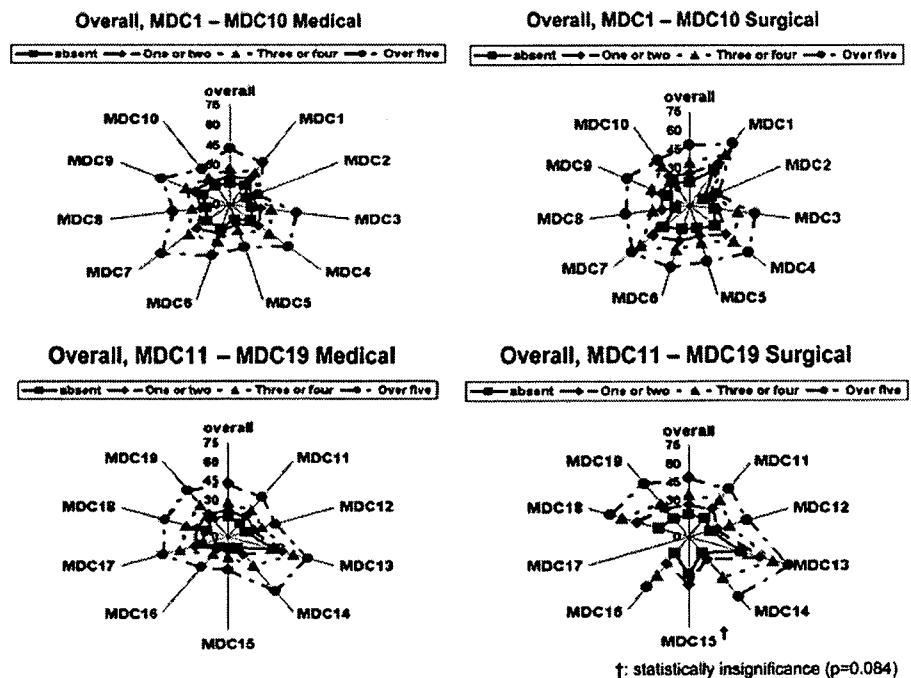 Overall, MDC1 – MDC10 Medical
absent One or two Three or four Over five
overall
75
60
45
30
0
MDC1
MDC2
MDC3
MDC4
MDC5
MDC6
MDC7
MDC8
MDC9
MDC10
Overall, MDC1 – MDC10 Surgical
absent One or two Three or four Over five
overall
75
60
45
30
0
MDC1
MDC2
MDC3
MDC4
MDC5
MDC6
MDC7
MDC8
MDC9
MDC10
Overall, MDC11 – MDC19 Medical
absent One or two Three or four Over five
overall
75
60
45
30
0
MDC11
MDC12
MDC13
MDC14
MDC15
MDC16
MDC17
MDC18
MDC19
Overall, MDC11 – MDC19 Surgical
absent One or two Three or four Over five
overall
75
60
45
30
0
MDC11
MDC12
MDC13
MDC14
MDC15 †
MDC16
MDC17
MDC18
MDC19
†: statistically insignificance (p=0.084)